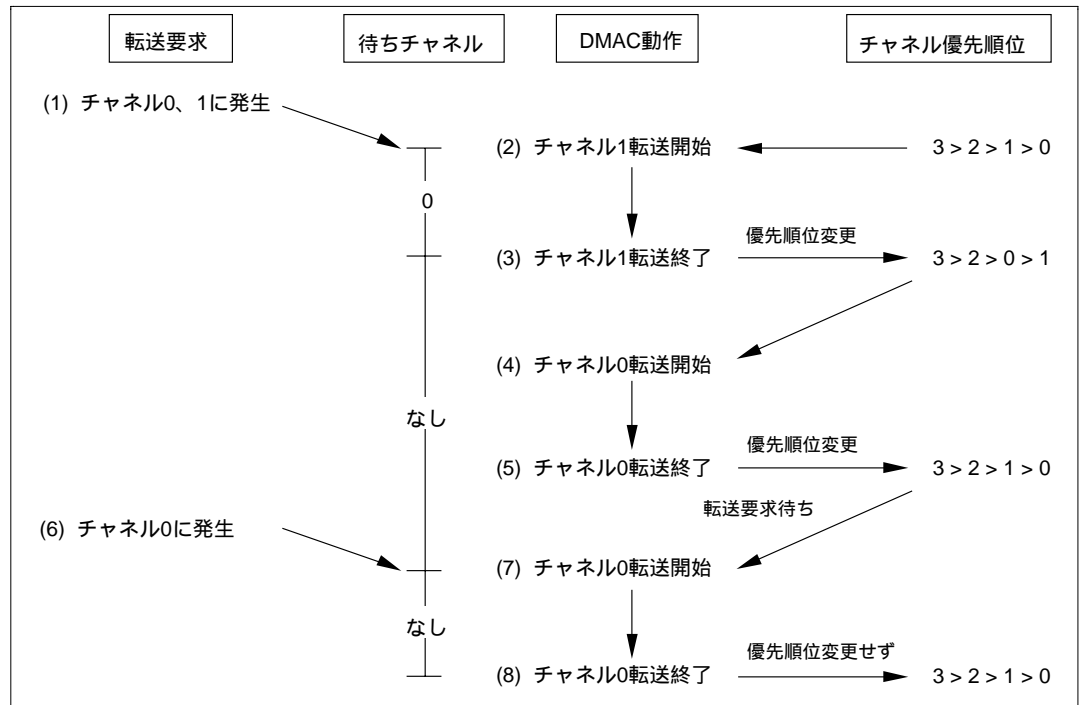 転送要求 待ちチャネル DMAC動作 チャネル優先順位
(1) チャネル0、1に発生
(2) チャネル1転送開始 3 > 2 > 1 > 0
0
優先順位変更
(3) チャネル1転送終了 3 > 2 > 0 > 1
(4) チャネル0転送開始
なし
優先順位変更
(5) チャネル0転送終了 3 > 2 > 1 > 0
転送要求待ち
(6) チャネル0に発生
(7) チャネル0転送開始
なし
優先順位変更せず
(8) チャネル0転送終了 3 > 2 > 1 > 0